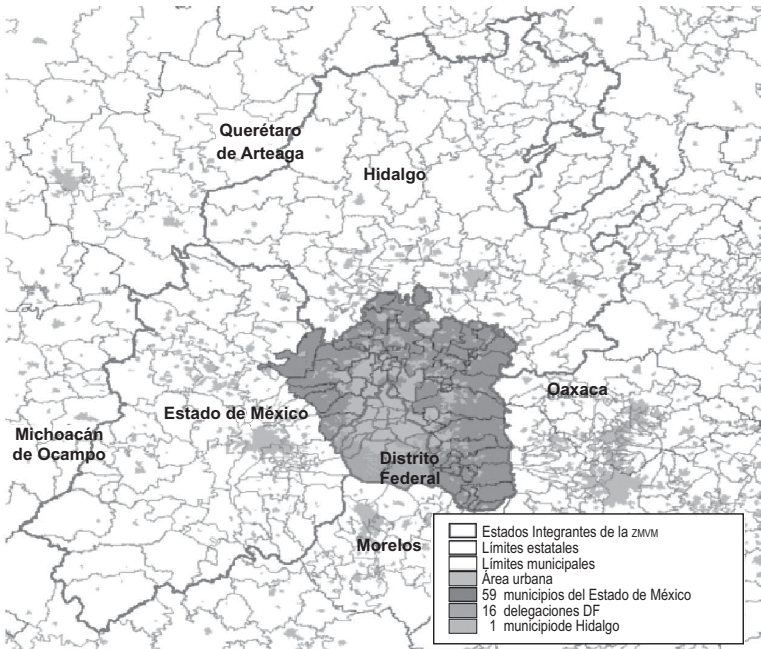 Querétaro
de Arteaga
Hidalgo
Oaxaca
Estado de México
Michoacán
de Ocampo
Distrito
Federal
Morelos
Estados Integrantes de la ZMVM
Límites estatales
Límites municipales
Área urbana
59 municipios del Estado de México
16 delegaciones DF
1 municipiode Hidalgo